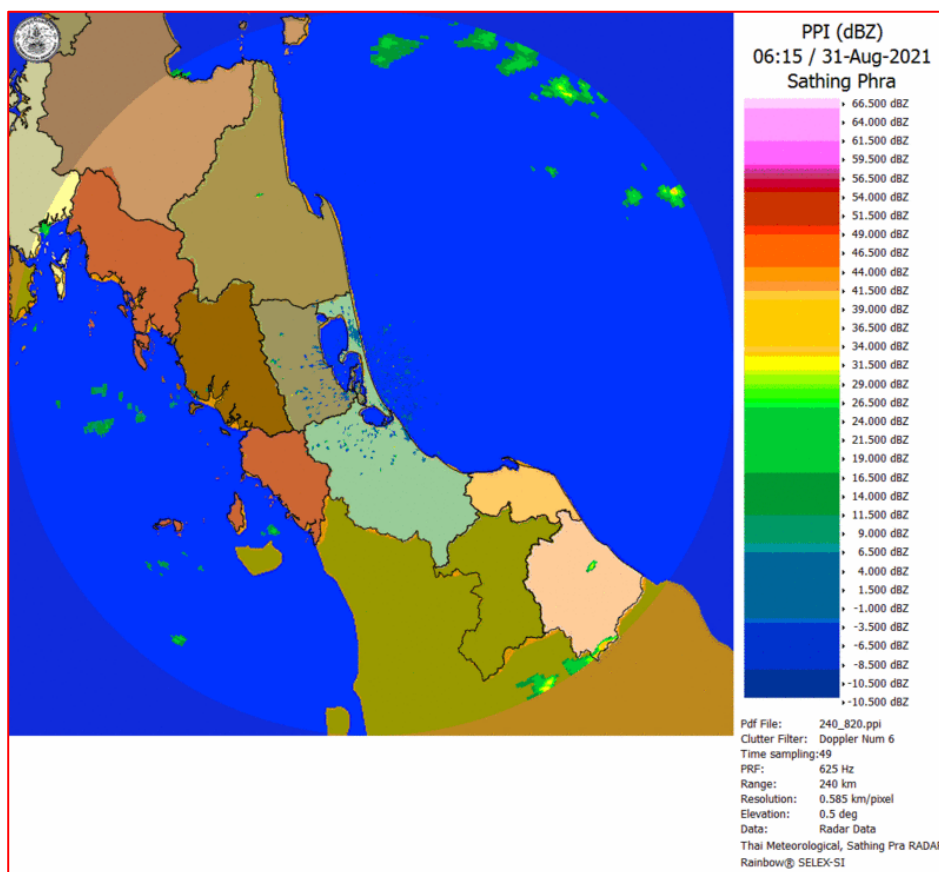 PPI (dBZ)
06:15 / 31-Aug-2021
Sathing Phra
66.500 dBZ
64.000 dBZ
61.500 dBZ
59.500 dBZ
56.500 dBZ
54.000 dBZ
51.500 dBZ
49.000 dBZ
46.500 dBZ
44.000 dBZ
41.500 dBZ
39.000 dBZ
36.500 dBZ
34.000 dBZ
31.500 dBZ
29.000 dBZ
26.500 dBZ
24.000 dBZ
21.500 dBZ
19.000 dBZ
16.500 dBZ
14.000 dBZ
11.500 dBZ
9.000 dBZ
6.500 dBZ
4.000 dBZ
1.500 dBZ
-1.000 dBZ
-3.500 dBZ
-6.500 dBZ
-8.500 dBZ
-10.500 dBZ
-10.500 dBZ
Pdf File: 240_820.ppi
Clutter Filter: Doppler Num 6
Time sampling:49
PRF: 625 Hz
Range: 240 km
Resolution: 0.585 km/pixel
Elevation: 0.5 deg
Data: Radar Data
Thai Meteorological, Sathing Pra RADAR
Rainbow® SELEX-SI